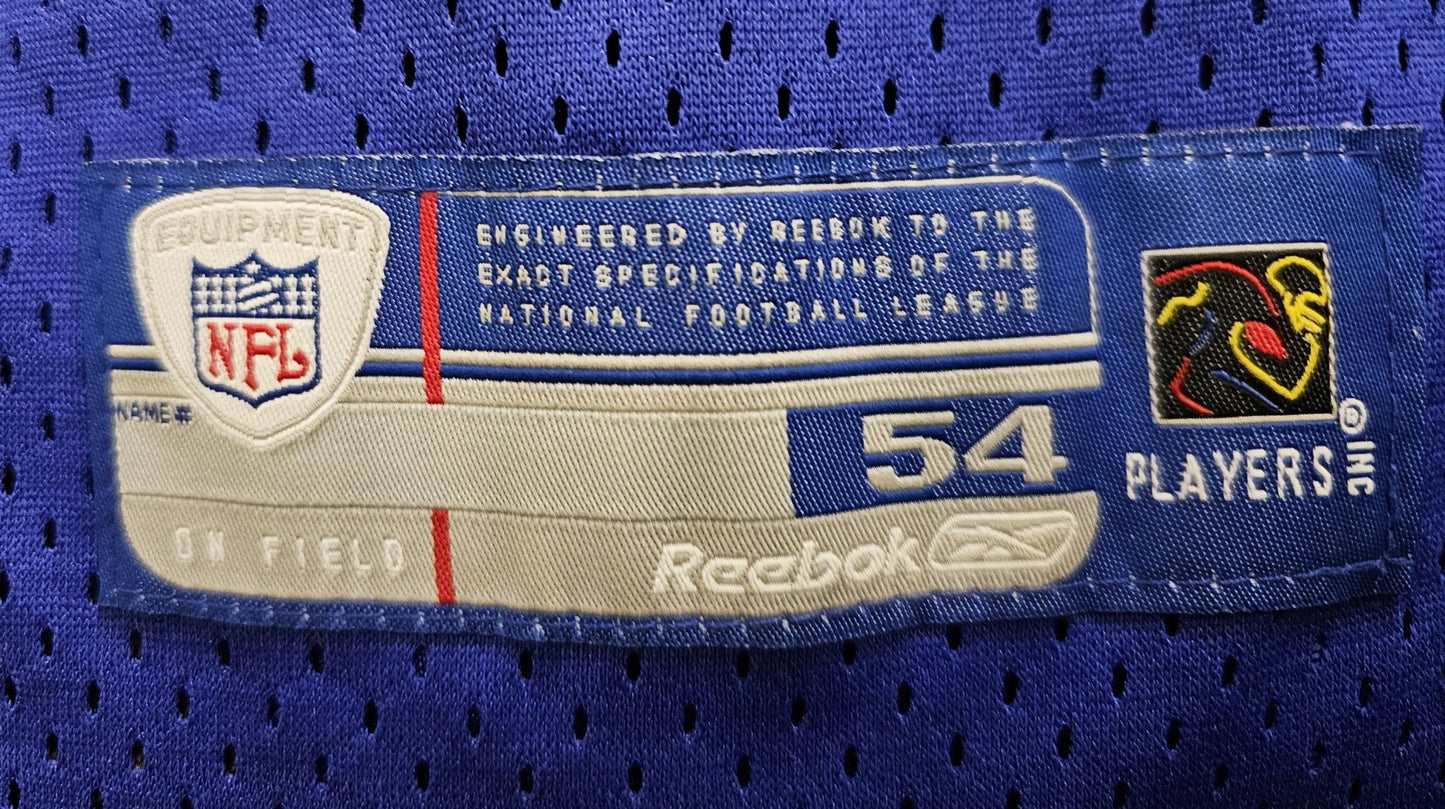 EQUIPMENT
NFL
ENGINEERED BY REEBOK TO THE
EXACT SPECIFICATIONS OF THE
NATIONAL FOOTBALL LEAGUE
NAME#
54
ON FIELD
Reebok
PLAYERS INC®